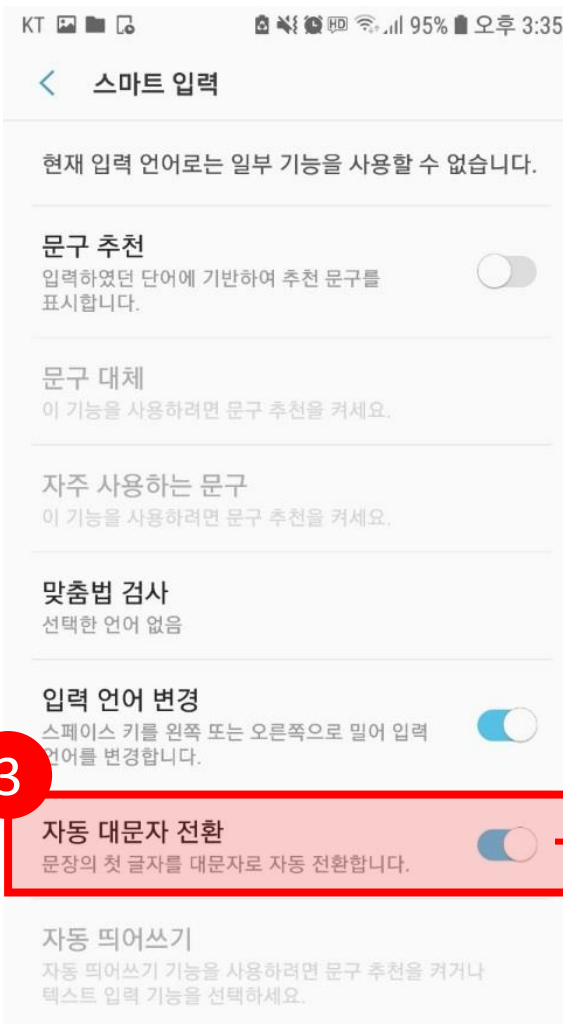 KT HD 95% 오후 3:35
스마트 입력
현재 입력 언어로는 일부 기능을 사용할 수 없습니다.
문구 추천
입력하였던 단어에 기반하여 추천 문구를
표시합니다.
문구 대체
이 기능을 사용하려면 문구 추천을 켜세요.
자주 사용하는 문구
이 기능을 사용하려면 문구 추천을 켜세요.
맞춤법 검사
선택한 언어 없음
입력 언어 변경
스페이스 키를 왼쪽 또는 오른쪽으로 밀어 입력
언어를 변경합니다.
3
자동 대문자 전환
문장의 첫 글자를 대문자로 자동 전환합니다.
자동 띄어쓰기
자동 띄어쓰기 기능을 사용하려면 문구 추천을 켜거나
텍스트 입력 기능을 선택하세요.